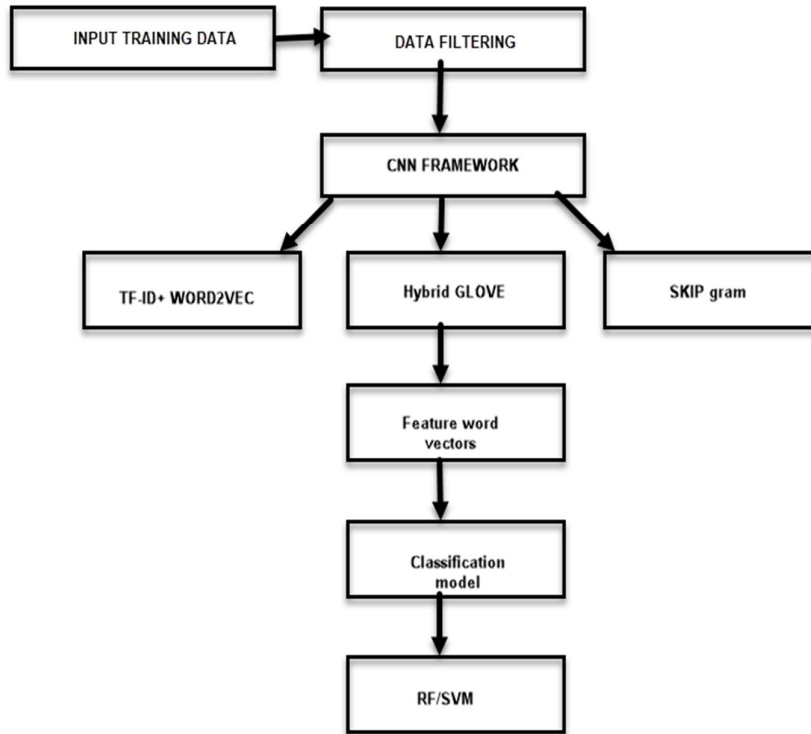 INPUT TRAINING DATA
DATA FILTERING
CNN FRAMEWORK
TF-ID+ WORD2VEC
Hybrid GLOVE
SKIP gram
Feature word
vectors
Classification
model
RF/SVM